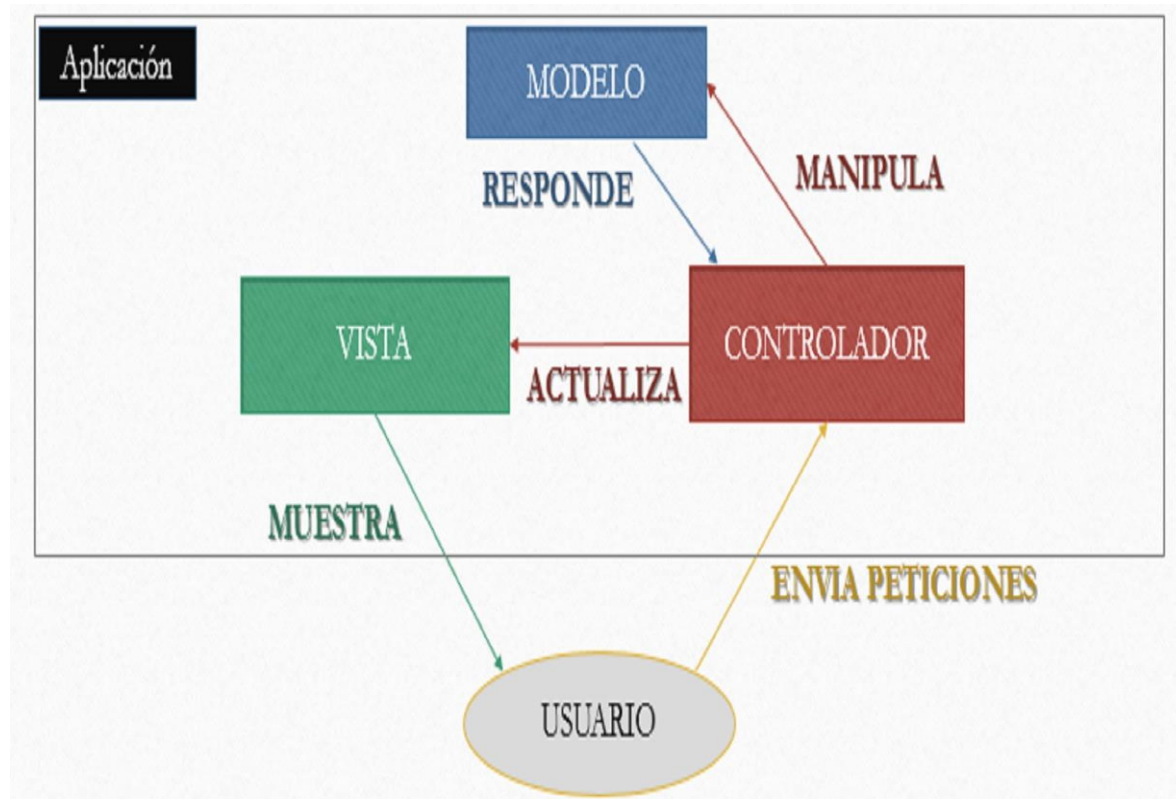 Aplicación
MODELO
RESPONDE
MANIPULA
VISTA
CONTROLADOR
ACTUALIZA
MUESTRA
ENVIA PETICIONES
USUARIO